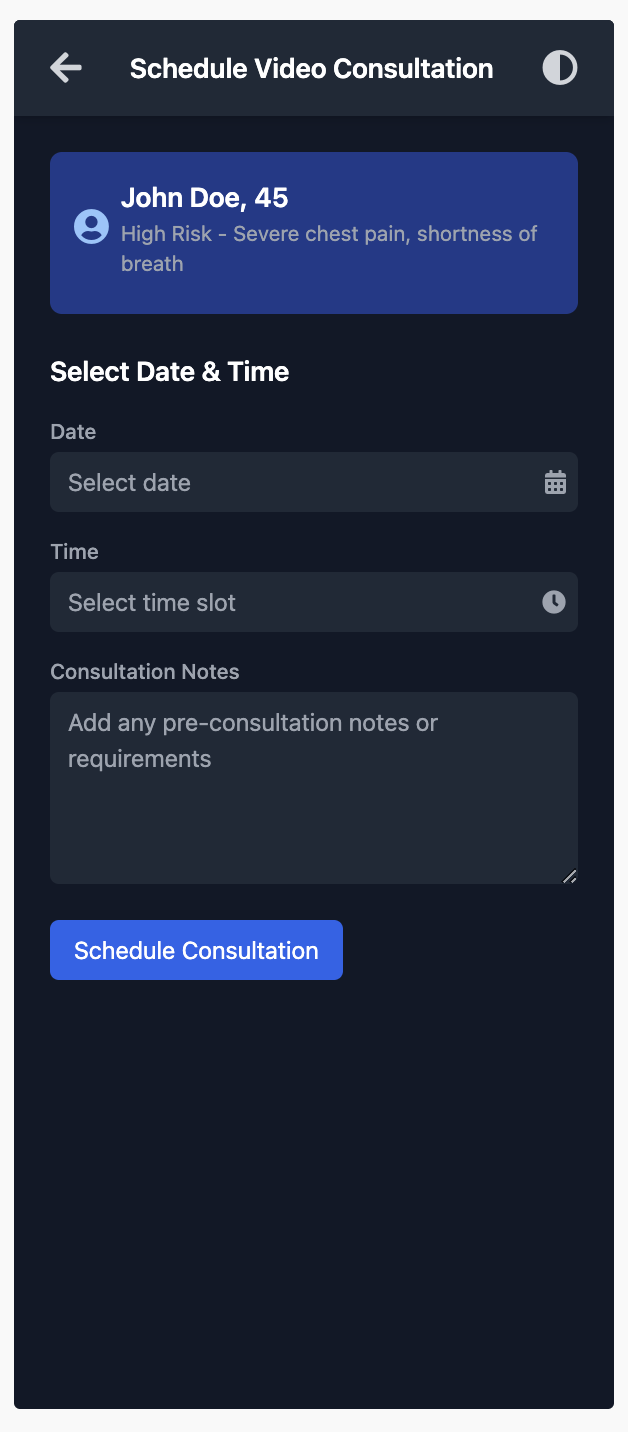 Schedule Video Consultation
John Doe, 45
High Risk - Severe chest pain, shortness of
breath
Select Date & Time
Date
Select date
Time
Select time slot
Consultation Notes
Add any pre-consultation notes or
requirements
Schedule Consultation